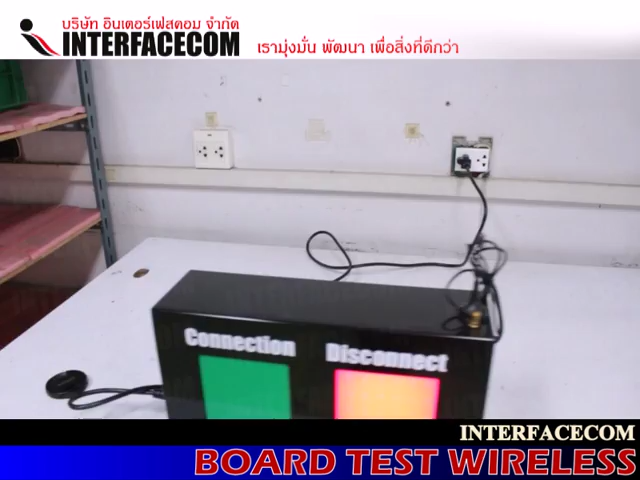 บริษัท อินเตอร์เฟสคอม จำกัด
INTERFACECOM
เรามุ่งมั่น พัฒนา เพื่อสิ่งที่ดีกว่า
Connection
Disconnect
INTERFACECOM
BOARD TEST WIRELESS